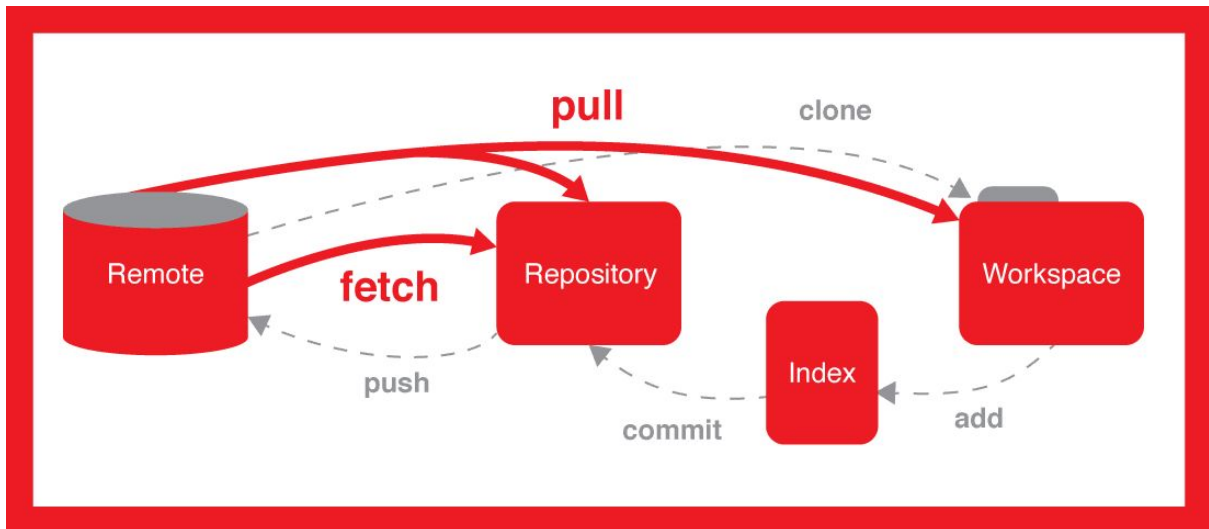 pull
clone
Remote
fetch
Repository
Workspace
push
Index
commit
add